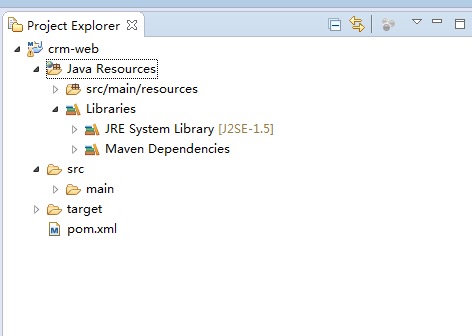 Project Explorer
crm-web
Java Resources
src/main/resources
Libraries
JRE System Library [J2SE-1.5]
Maven Dependencies
src
main
target
pom.xml